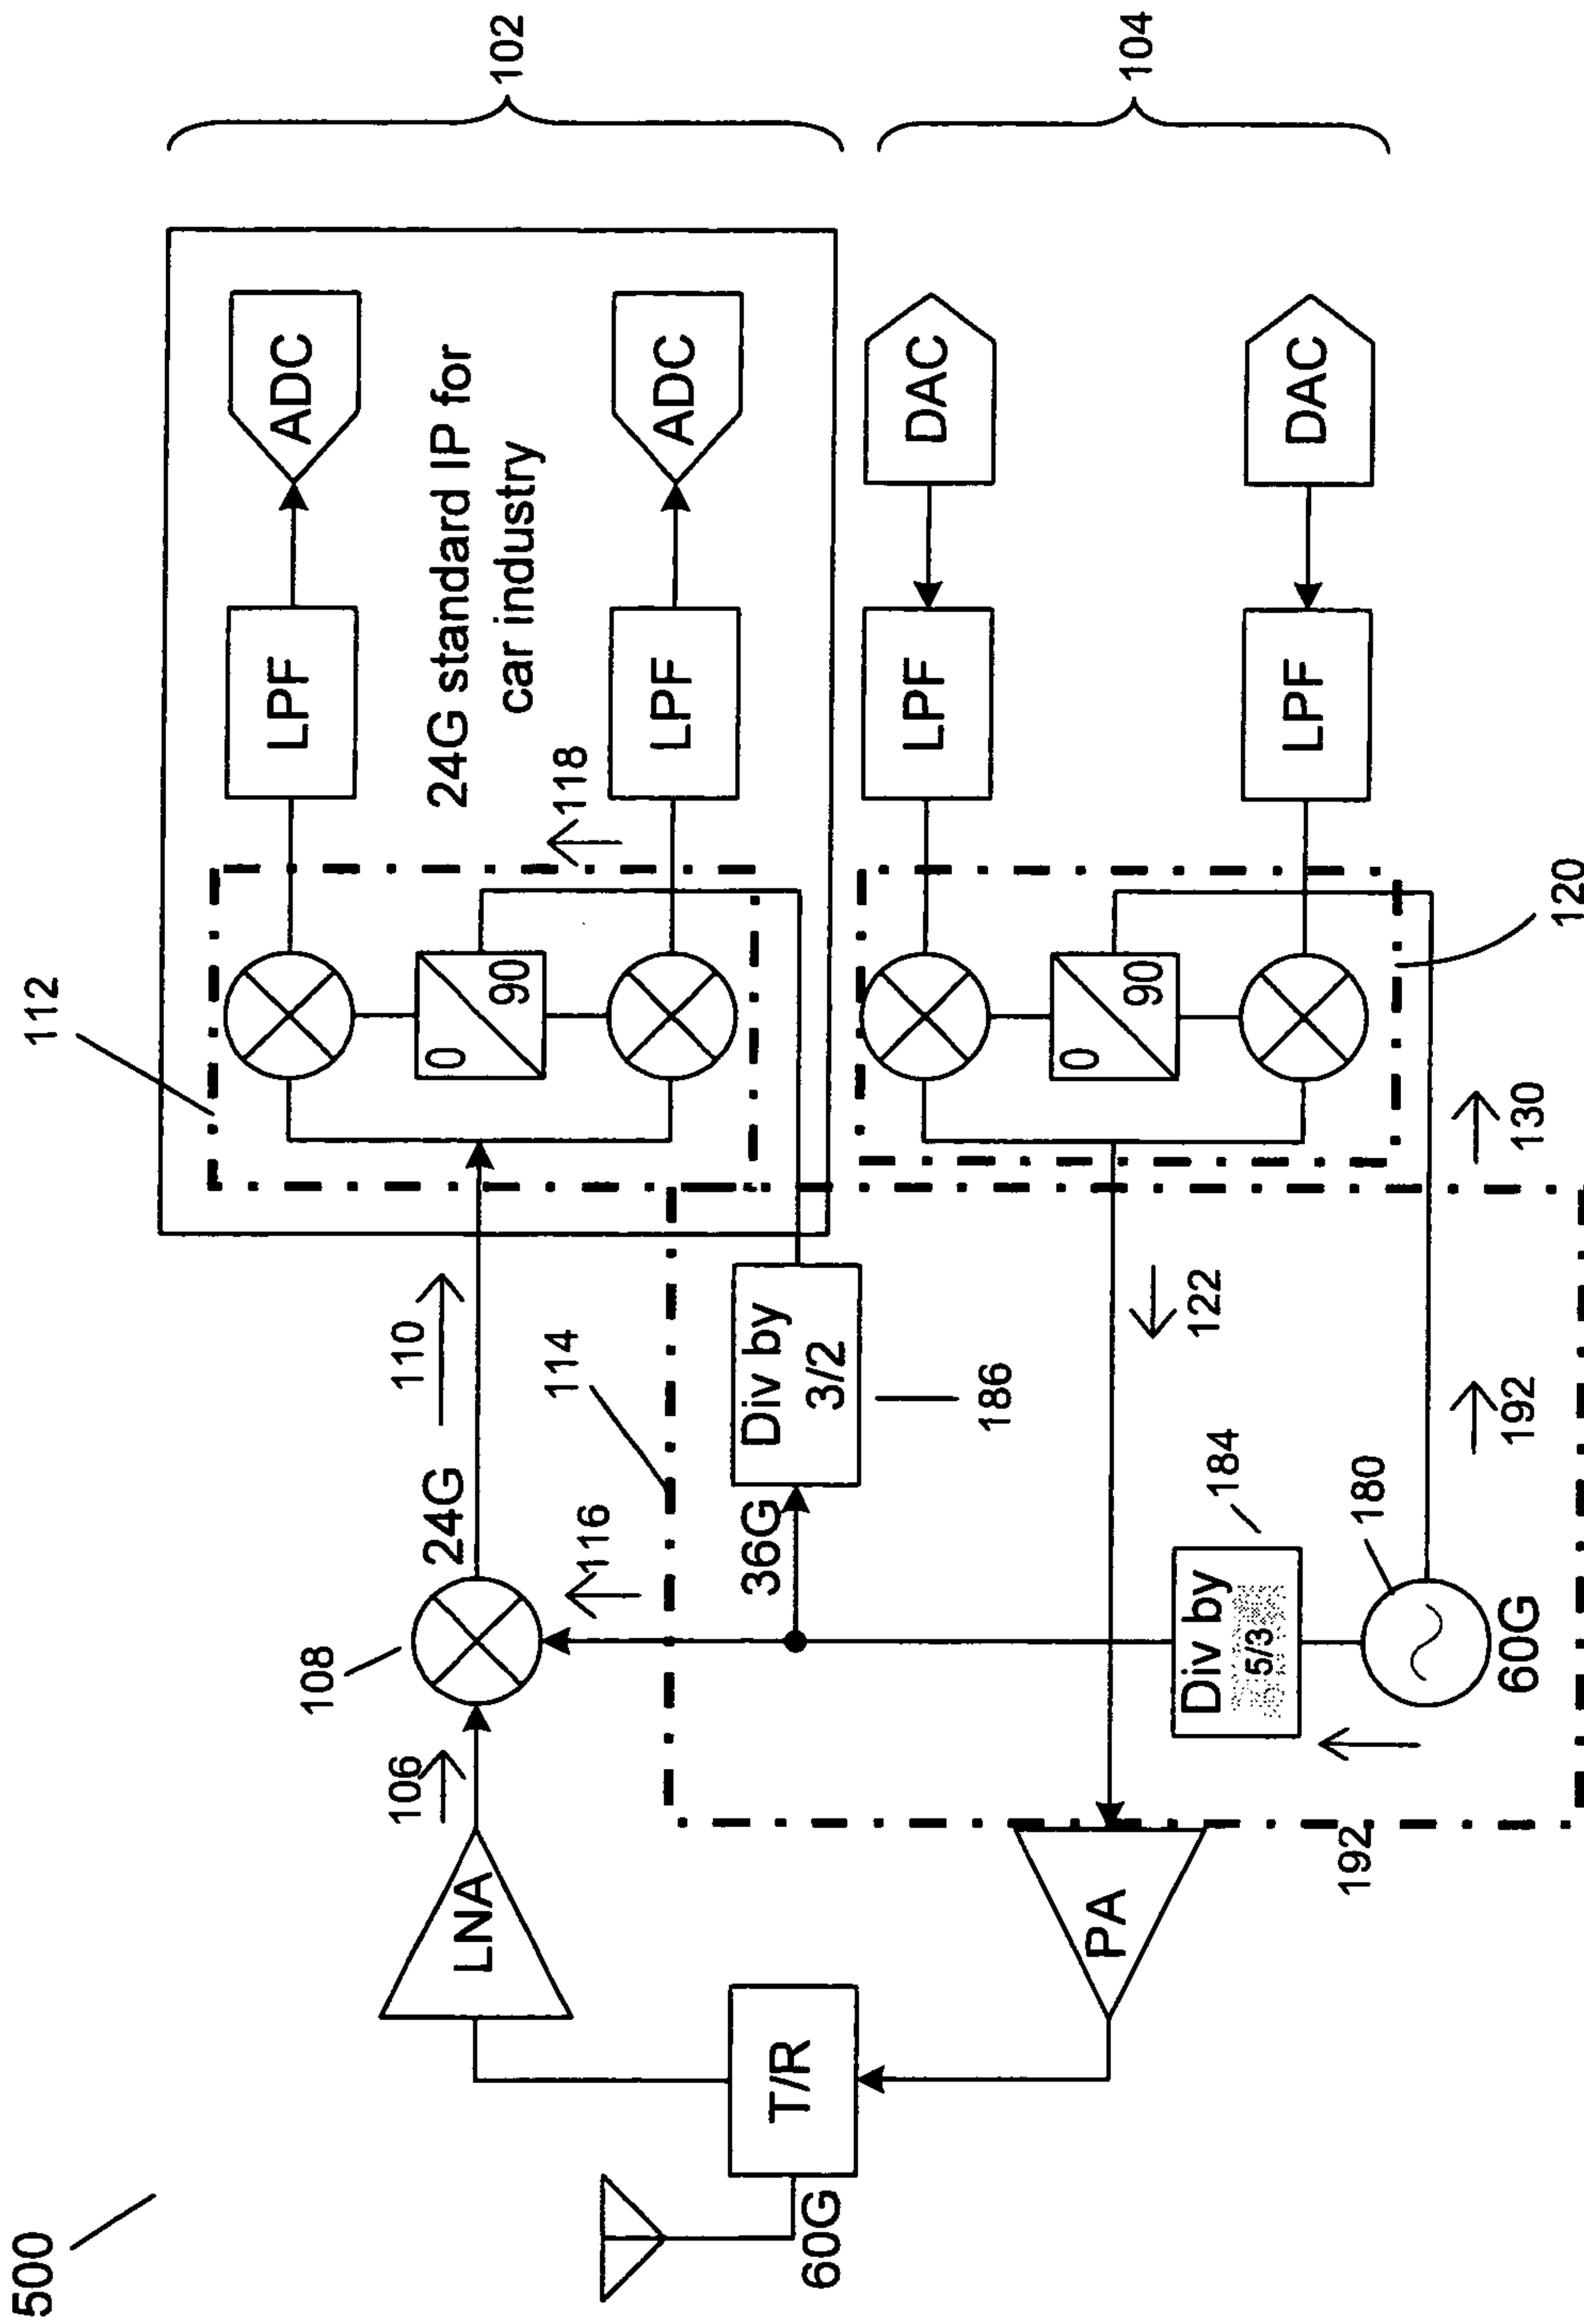 500
112
ADC
LPF
0
90
24G standard IP for
car industry
118
LPF
ADC
102
110
24G
108
116
106
LNA
114
36G
Div by
3/2
186
T/R
60G
PA
122
LPF
DAC
0
90
LPF
DAC
104
120
130
184
Div by
5/3
180
60G
192
192